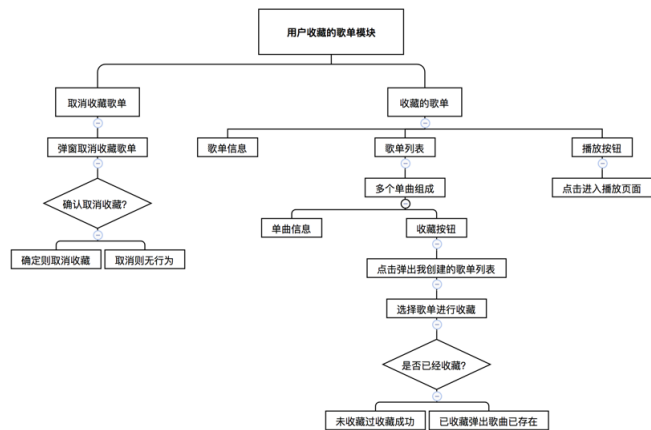 用户收藏的歌单模块
取消收藏歌单
收藏的歌单
弹窗取消收藏歌单
歌单信息
歌单列表
播放按钮
确认取消收藏?
多个单曲组成
点击进入播放页面
单曲信息
收藏按钮
确定则取消收藏
取消则无行为
点击弹出我创建的歌单列表
选择歌单进行收藏
是否已经收藏?
未收藏过收藏成功
已收藏弹出歌曲已存在